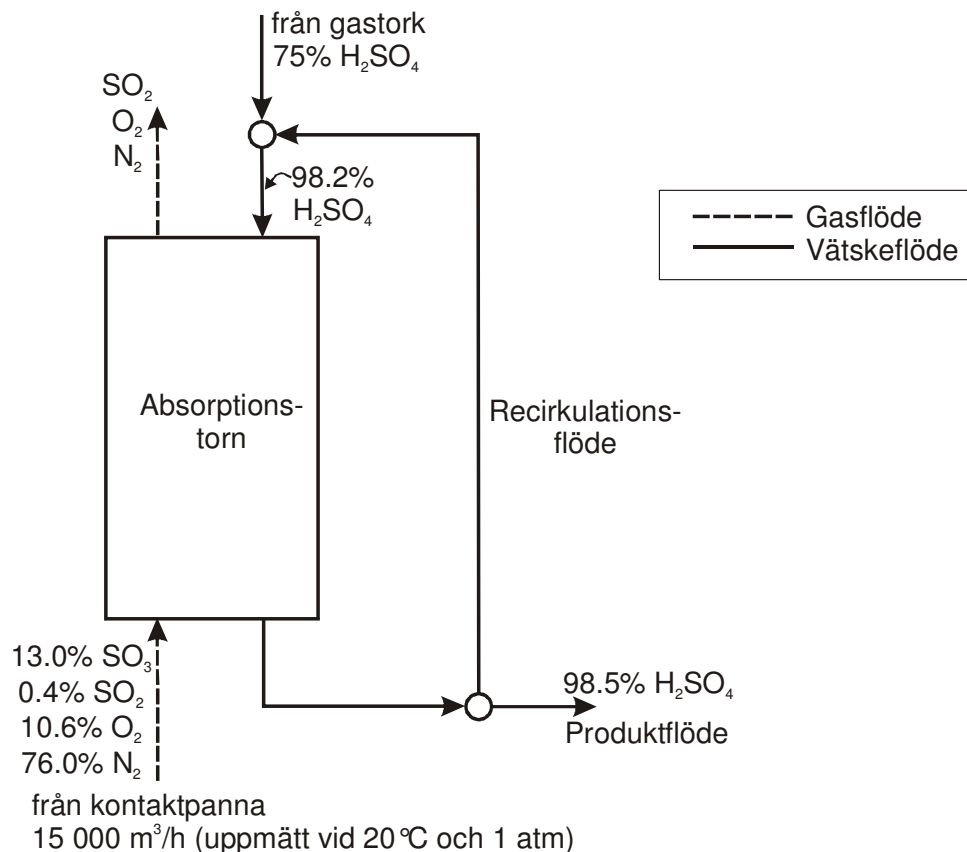 från gastork
75% H₂SO₄
SO₂
O₂
N₂
98.2%
H₂SO₄
Gasflöde
Vätskeflöde
Absorptions-
torn
Recirkulations-
flöde
13.0% SO₃
0.4% SO₂
10.6% O₂
76.0% N₂
98.5% H₂SO₄
Produktflöde
från kontaktpanna
15 000 m³/h (uppmätt vid 20 °C och 1 atm)